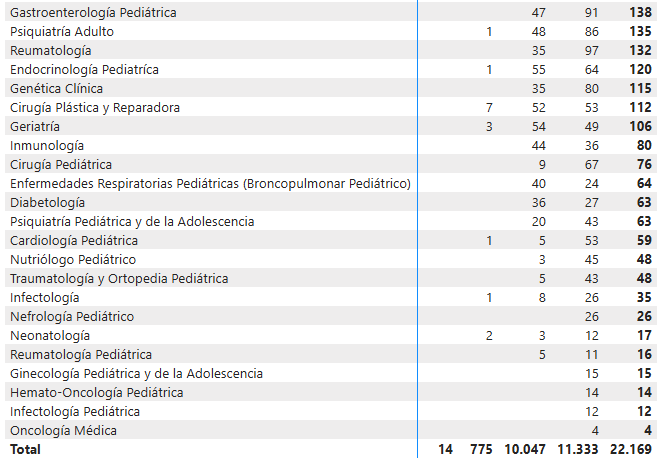 Gastroenterología Pediátrica 47 91 138
Psiquiatría Adulto 1 48 86 135
Reumatología 35 97 132
Endocrinología Pediatríca 1 55 64 120
Genética Clínica 35 80 115
Cirugía Plástica y Reparadora 7 52 53 112
Geriatría 3 54 49 106
Inmunología 44 36 80
Cirugía Pediátrica 9 67 76
Enfermedades Respiratorias Pediátricas (Broncopulmonar Pediátrico) 40 24 64
Diabetología 36 27 63
Psiquiatría Pediátrica y de la Adolescencia 20 43 63
Cardiología Pediátrica 1 5 53 59
Nutriólogo Pediátrico 3 45 48
Traumatología y Ortopedia Pediátrica 5 43 48
Infectología 1 8 26 35
Nefrología Pediátrico 26 26
Neonatología 2 3 12 17
Reumatología Pediátrica 5 11 16
Ginecología Pediátrica y de la Adolescencia 15 15
Hemato-Oncología Pediátrica 14 14
Infectología Pediátrica 12 12
Oncología Médica 4 4
Total 14 775 10.047 11.333 22.169